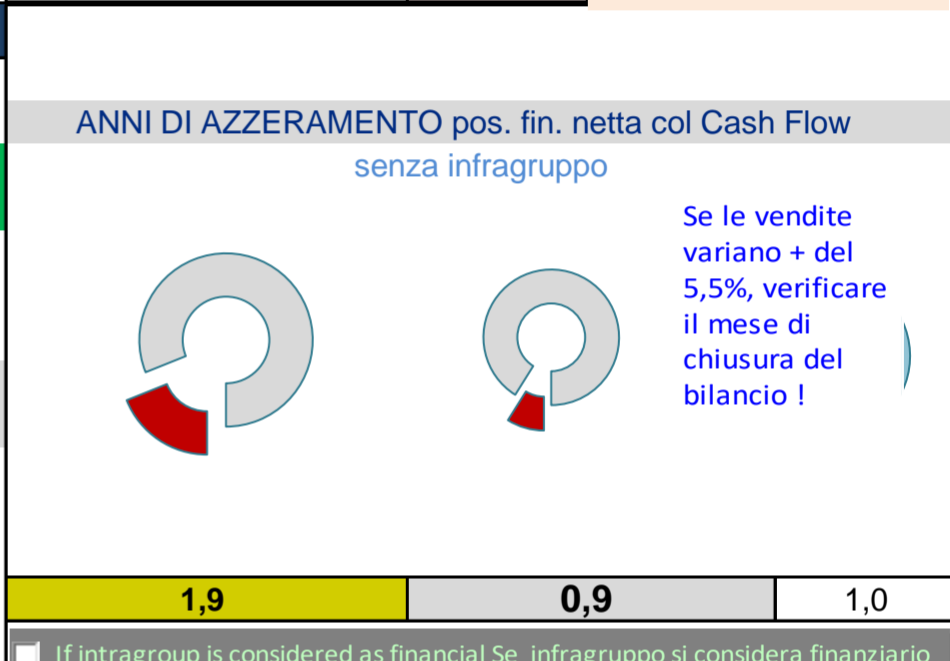 ANNI DI AZZERAMENTO pos. fin. netta col Cash Flow
senza infragruppo
Se le vendite
variano + del
5,5%, verificare
il mese di
chiusura del
bilancio !
1,9 0,9 1,0
If intragroup is considered as financial Se infragruppo si considera finanziario